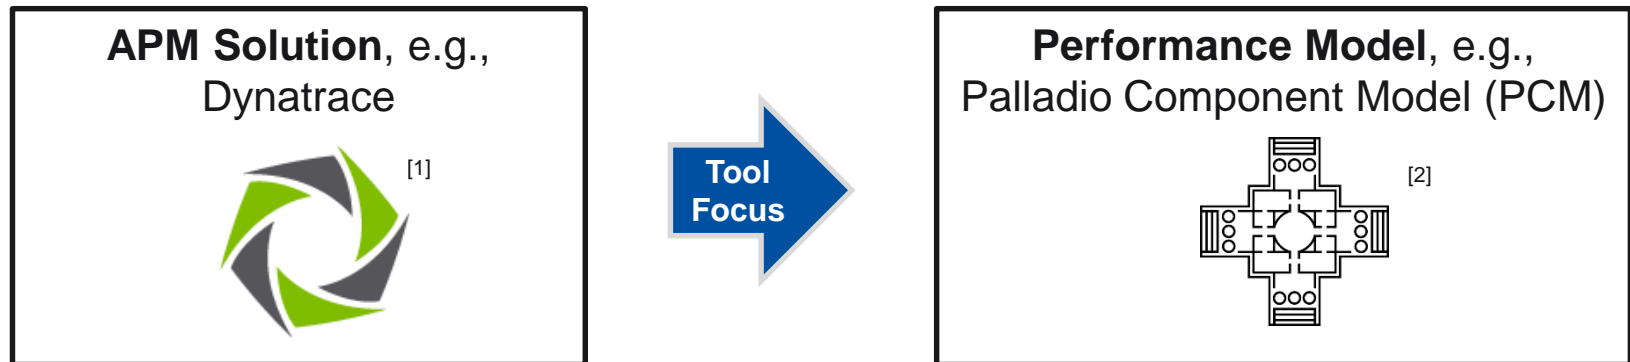 APM Solution, e.g.,
Dynatrace
[1]
Tool
Focus
Performance Model, e.g.,
Palladio Component Model (PCM)
[2]